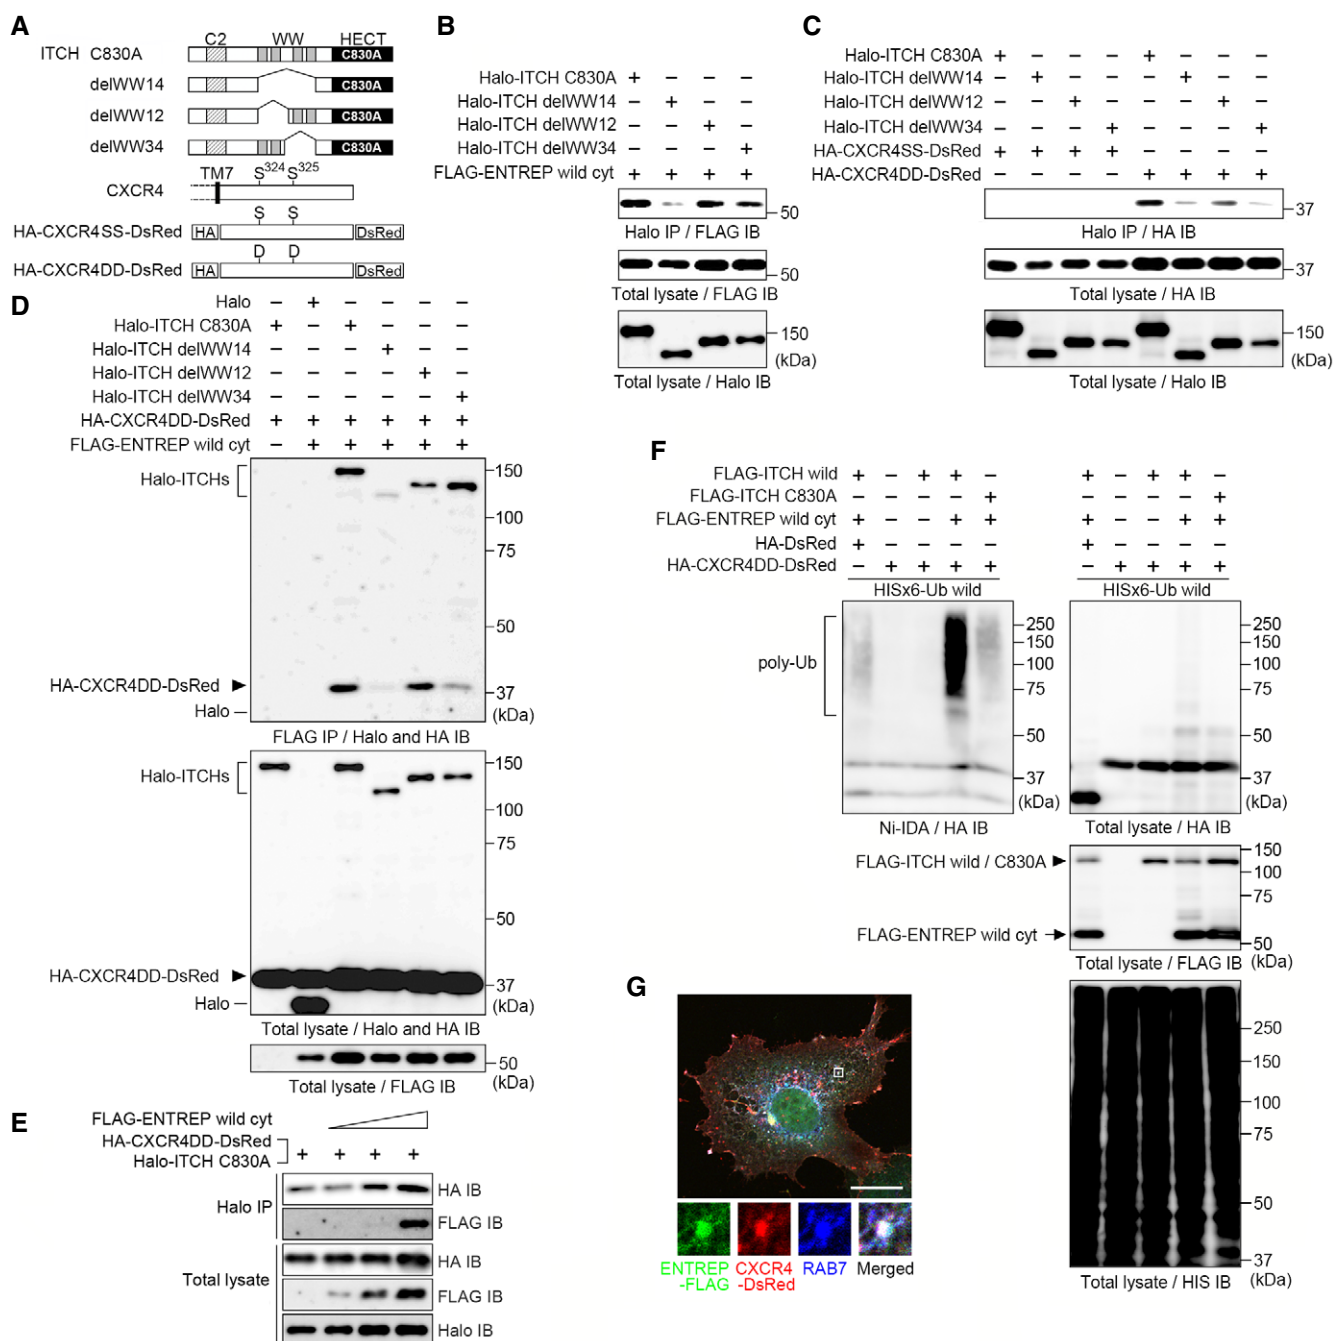 A
C2 WW HECT
ITCH C830A C830A
delWW14 C830A
delWW12 C830A
delWW34 C830A
TM7 S324 S325
CXCR4
S S
HA-CXCR4SS-DsRed HA DsRed
D D
HA-CXCR4DD-DsRed HA DsRed
B
Halo-ITCH C830A + − − −
Halo-ITCH delWW14 − + − −
Halo-ITCH delWW12 − − + −
Halo-ITCH delWW34 − − − +
FLAG-ENTREP wild cyt + + + +
50
Halo IP / FLAG IB
50
Total lysate / FLAG IB
150
(kDa)
Total lysate / Halo IB
C
Halo-ITCH C830A + − − − + − − −
Halo-ITCH delWW14 − + − − − + − −
Halo-ITCH delWW12 − − + − − − + −
Halo-ITCH delWW34 − − − + − − − +
HA-CXCR4SS-DsRed + + + + − − − −
HA-CXCR4DD-DsRed − − − − + + + +
37
Halo IP / HA IB
37
Total lysate / HA IB
150
(kDa)
Total lysate / Halo IB
D
Halo − + − − − −
Halo-ITCH C830A + − + − − −
Halo-ITCH delWW14 − − − + − −
Halo-ITCH delWW12 − − − − + −
Halo-ITCH delWW34 − − − − − +
HA-CXCR4DD-DsRed + + + + + +
FLAG-ENTREP wild cyt − + + + + +
Halo-ITCHs
150
100
75
50
HA-CXCR4DD-DsRed
37
Halo
(kDa)
FLAG IP / Halo and HA IB
Halo-ITCHs
150
100
75
50
HA-CXCR4DD-DsRed
37
Halo
(kDa)
Total lysate / Halo and HA IB
50
(kDa)
Total lysate / FLAG IB
E
FLAG-ENTREP wild cyt
HA-CXCR4DD-DsRed
Halo-ITCH C830A + + + +
Halo IP
HA IB
FLAG IB
Total lysate
HA IB
FLAG IB
Halo IB
F
FLAG-ITCH wild + − + + − + − + + −
FLAG-ITCH C830A − − − − + − − − − +
FLAG-ENTREP wild cyt + − − + + + − − + +
HA-DsRed + − − − − + − − − −
HA-CXCR4DD-DsRed − + + + + − + + + +
HISx6-Ub wild HISx6-Ub wild
poly-Ub
250
150
100
75
50
37
(kDa)
Ni-IDA / HA IB
250
150
100
75
50
37
(kDa)
Total lysate / HA IB
FLAG-ITCH wild / C830A
150
100
75
FLAG-ENTREP wild cyt
50
(kDa)
Total lysate / FLAG IB
250
150
100
75
50
37
(kDa)
Total lysate / HIS IB
G
ENTREP CXCR4 RAB7 Merged
-FLAG -DsRed